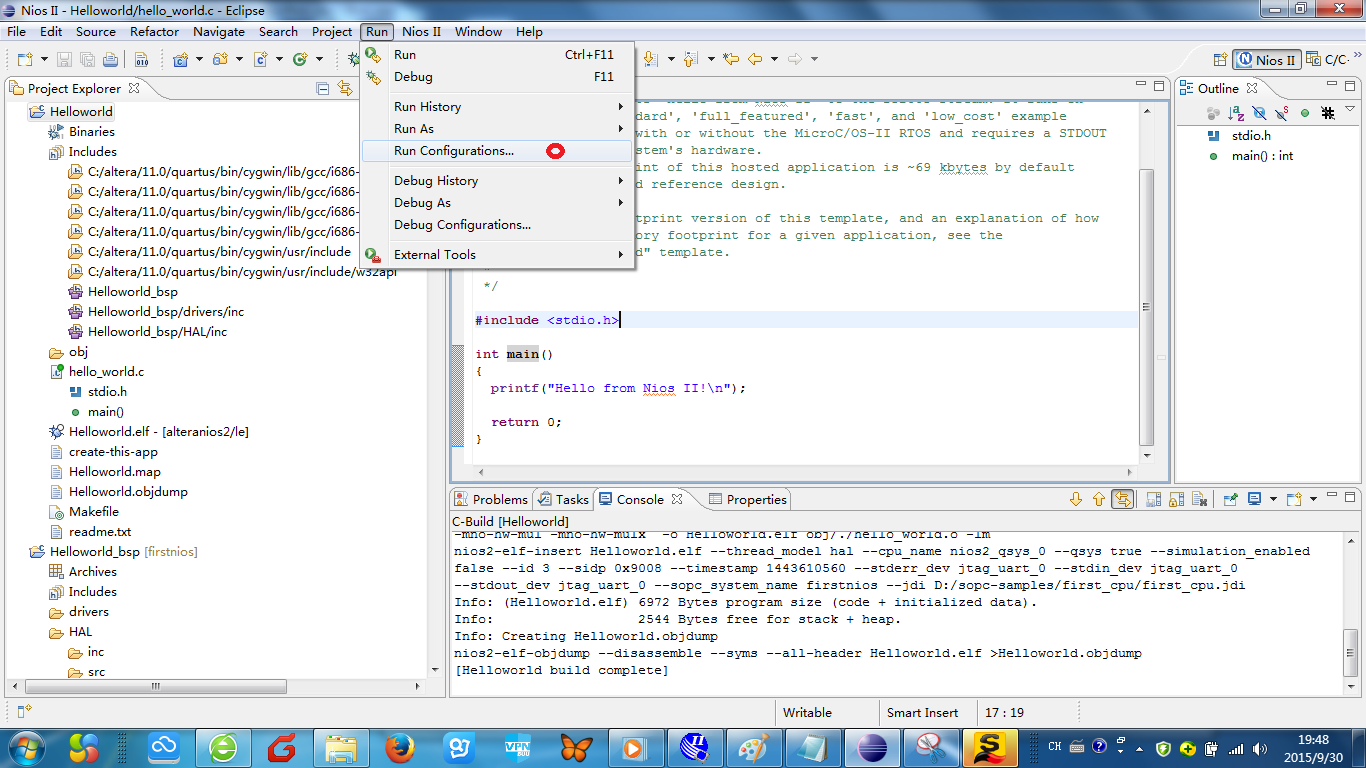 Nios II - Helloworld/hello_world.c - Eclipse
File Edit Source Refactor Navigate Search Project Run Nios II Window Help
Run Ctrl+F11
Debug F11
Run History
Run As
Run Configurations...
Debug History
Debug As
Debug Configurations...
External Tools
Nios II C/C
Project Explorer
Helloworld
Binaries
Includes
C:/altera/11.0/quartus/bin/cygwin/lib/gcc/i686-
C:/altera/11.0/quartus/bin/cygwin/lib/gcc/i686-
C:/altera/11.0/quartus/bin/cygwin/lib/gcc/i686-
C:/altera/11.0/quartus/bin/cygwin/lib/gcc/i686-
C:/altera/11.0/quartus/bin/cygwin/usr/include
C:/altera/11.0/quartus/bin/cygwin/usr/include/w32api
Helloworld_bsp
Helloworld_bsp/drivers/inc
Helloworld_bsp/HAL/inc
obj
hello_world.c
stdio.h
main()
Helloworld.elf - [alteranios2/le]
create-this-app
Helloworld.map
Helloworld.objdump
Makefile
readme.txt
Helloworld_bsp [firstnios]
Archives
Includes
drivers
HAL
inc
src
dard', 'full_featured', 'fast', and 'low_cost' example
with or without the MicroC/OS-II RTOS and requires a STDOUT
stem's hardware.
int of this hosted application is ~69 kbytes by default
d reference design.
tprint version of this template, and an explanation of how
ory footprint for a given application, see the
d" template.
*/
#include <stdio.h>
int main()
{
printf("Hello from Nios II!\n");
return 0;
}
Outline
stdio.h
main() : int
Problems Tasks Console Properties
C-Build [Helloworld]
-mno-hw-mul -mno-hw-mulx -o Helloworld.elf obj/./hello_world.o -lm
nios2-elf-insert Helloworld.elf --thread_model hal --cpu_name nios2_qsys_0 --qsys true --simulation_enabled
false --id 3 --sidp 0x9008 --timestamp 1443610560 --stderr_dev jtag_uart_0 --stdin_dev jtag_uart_0
--stdout_dev jtag_uart_0 --sopc_system_name firstnios --jdi D:/sopc-samples/first_cpu/first_cpu.jdi
Info: (Helloworld.elf) 6972 Bytes program size (code + initialized data).
Info: 2544 Bytes free for stack + heap.
Info: Creating Helloworld.objdump
nios2-elf-objdump --disassemble --syms --all-header Helloworld.elf >Helloworld.objdump
[Helloworld build complete]
Writable Smart Insert 17 : 19
VPN
CH
19:48
2015/9/30